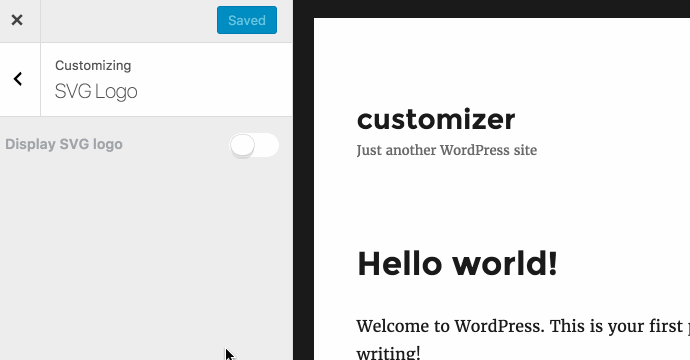 Saved
Customizing
SVG Logo
Display SVG logo
customizer
Just another WordPress site
Hello world!
Welcome to WordPress. This is your first
writing!